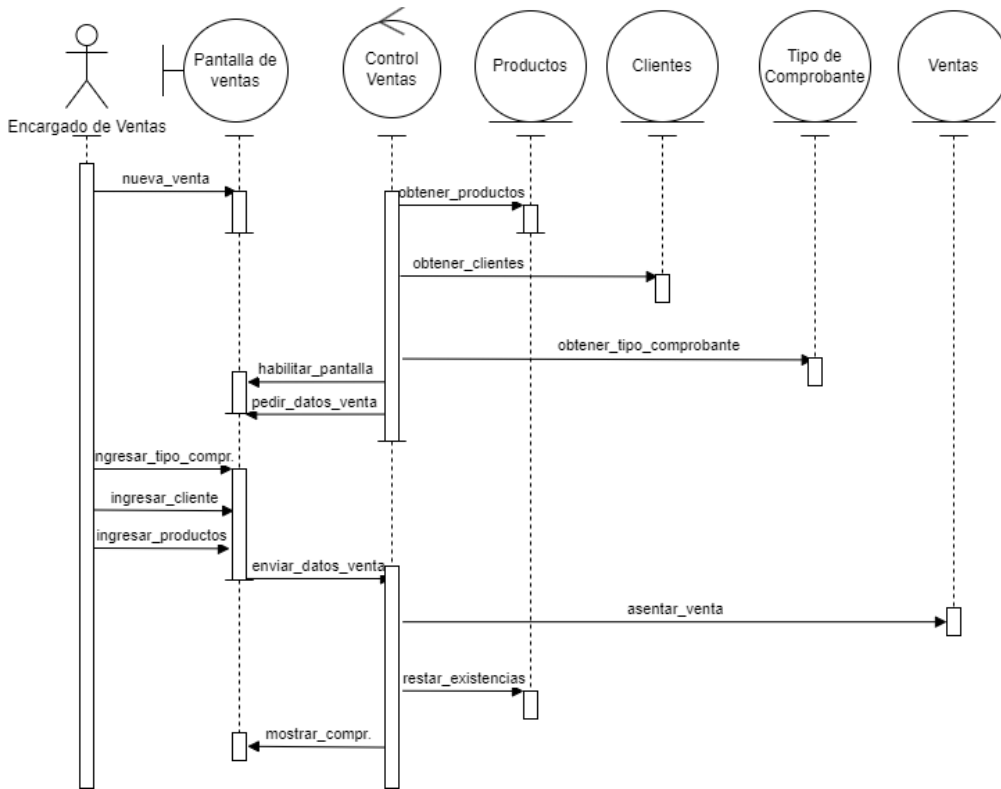 Pantalla de
ventas
Control
Ventas
Productos
Clientes
Tipo de
Comprobante
Ventas
Encargado de Ventas
nueva_venta
obtener_productos
obtener_clientes
obtener_tipo_comprobante
habilitar_pantalla
pedir_datos_venta
ngresar_tipo_compr.
ingresar_cliente
ingresar_productos
enviar_datos_venta
asentar_venta
restar_existencias
mostrar_compr.